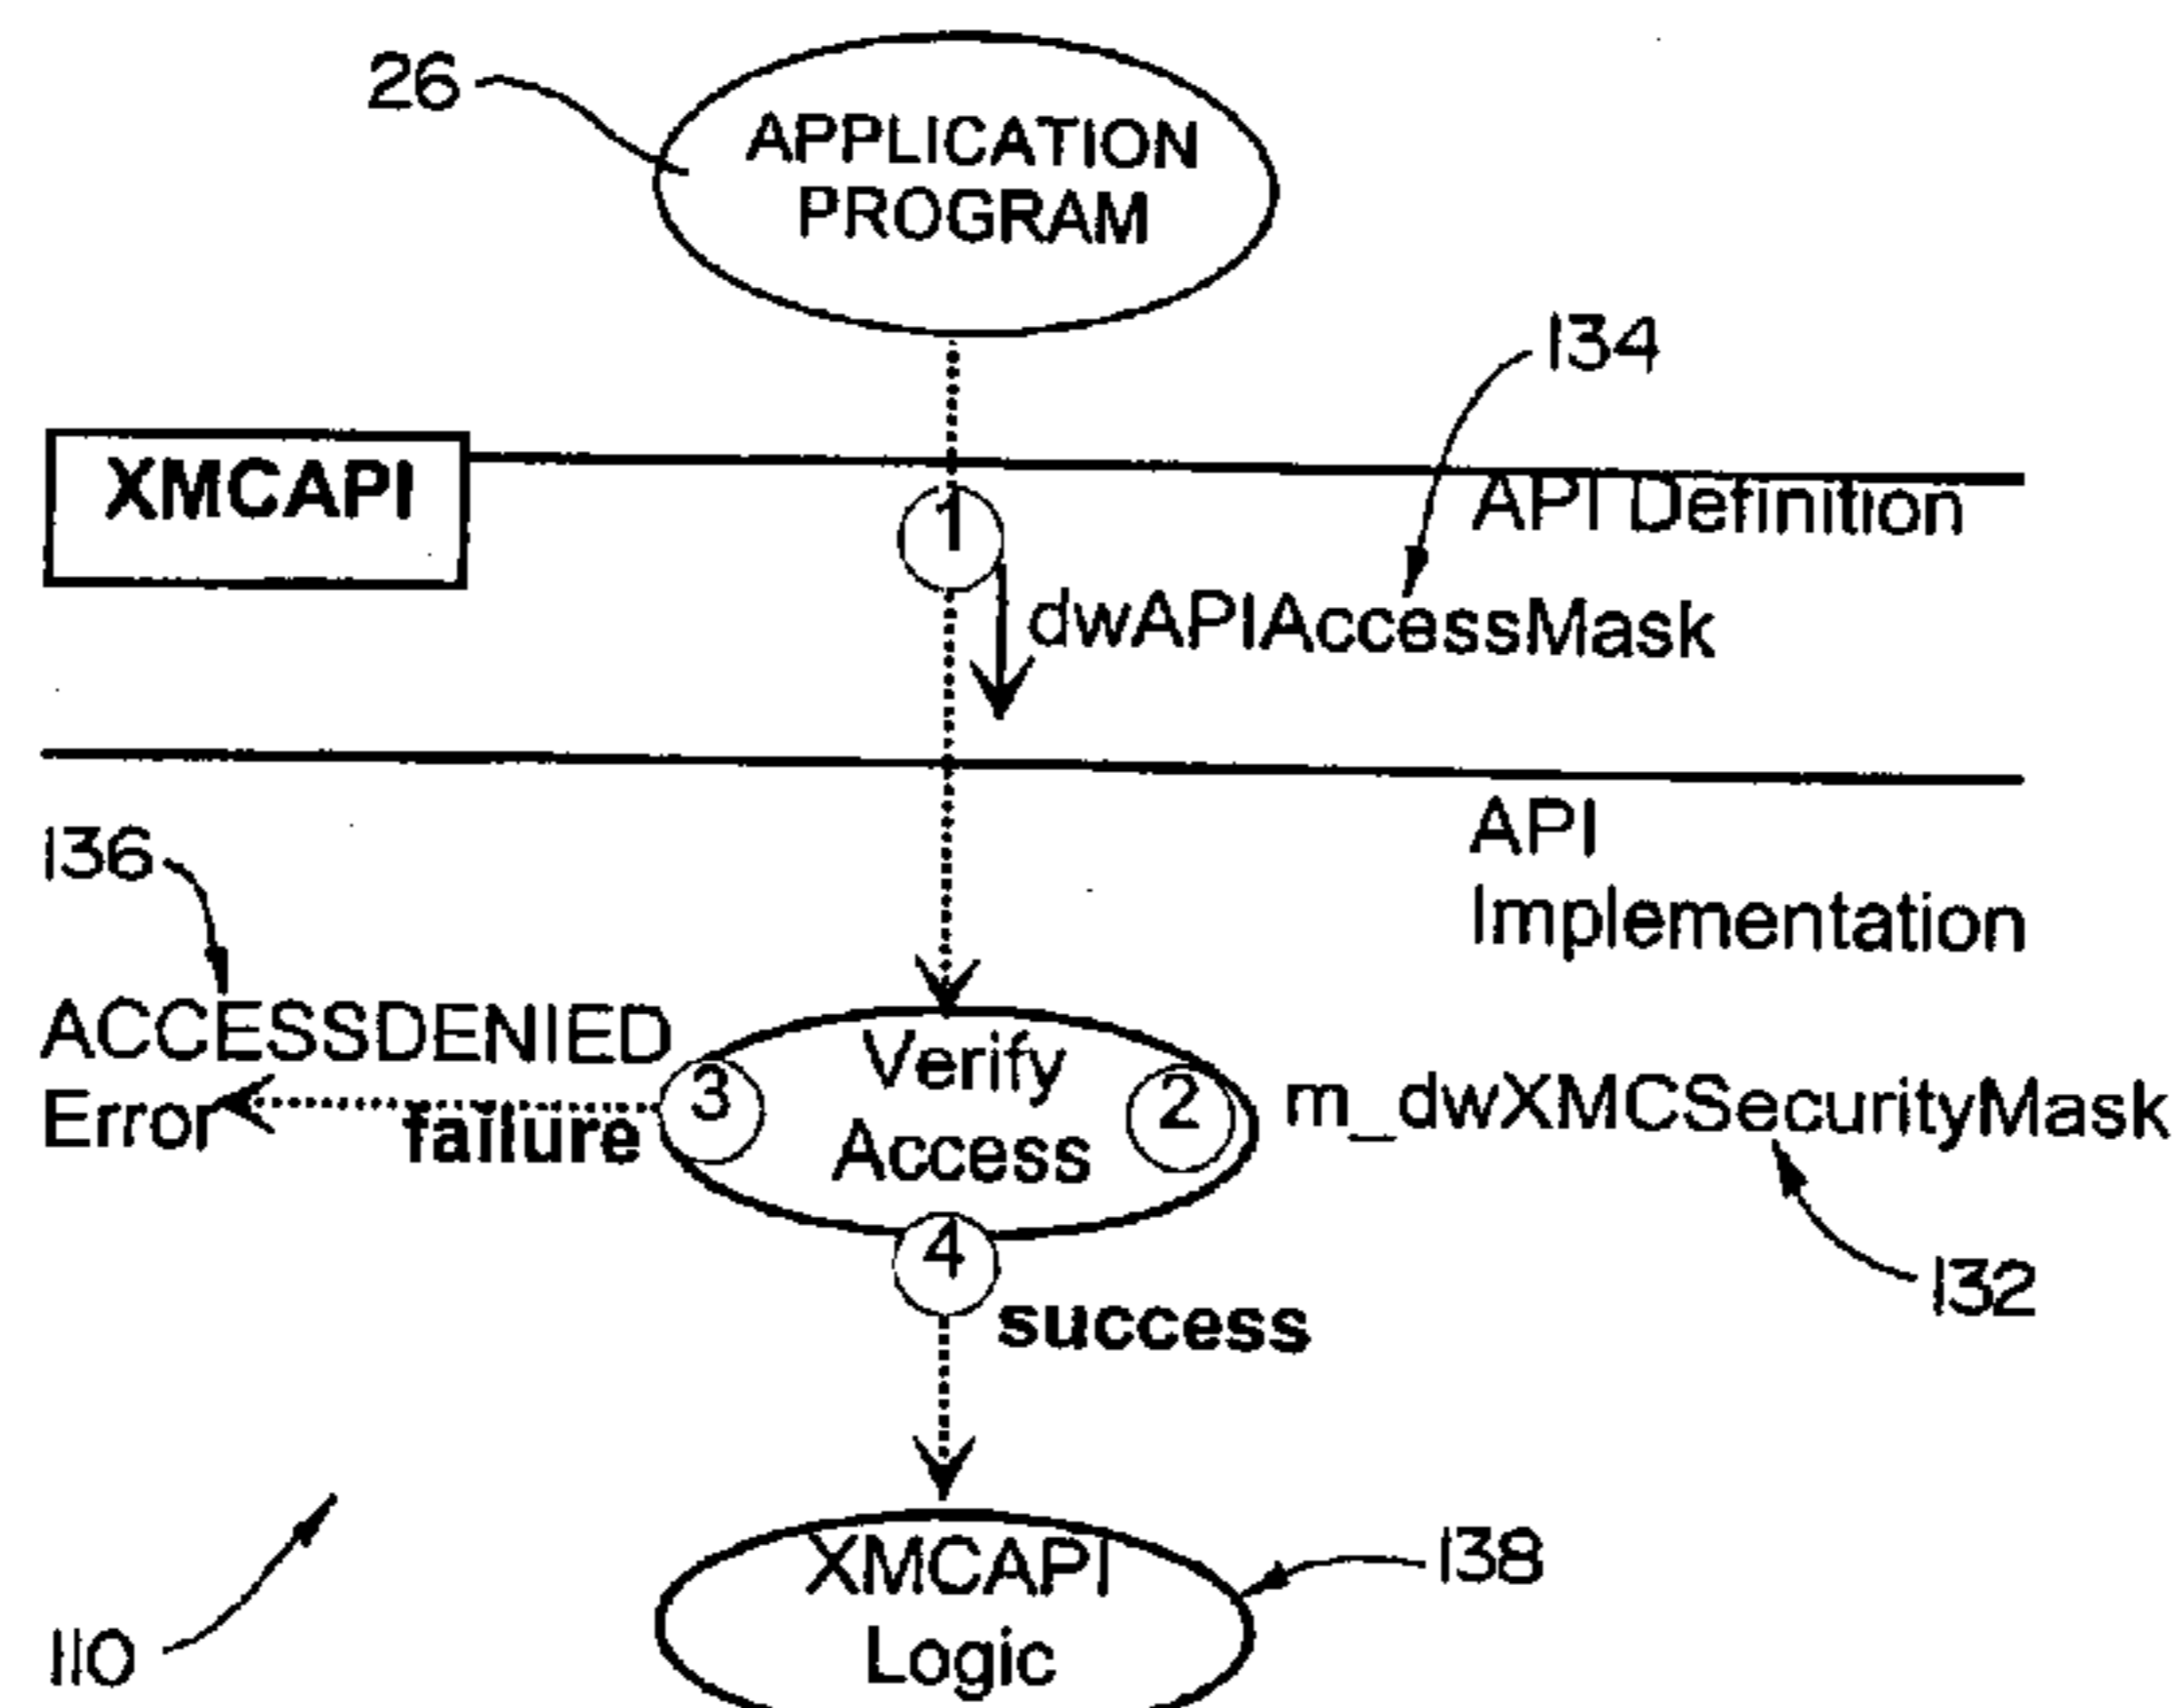 26
APPLICATION
PROGRAM
134
XMCAPI
1
API Definition
dwAPIAccessMask
API
Implementation
136
ACCESSDENIED
Error
failure
3
Verify
Access
2
m_dwXMCSecurityMask
4
success
132
XMCAPI
Logic
138
110